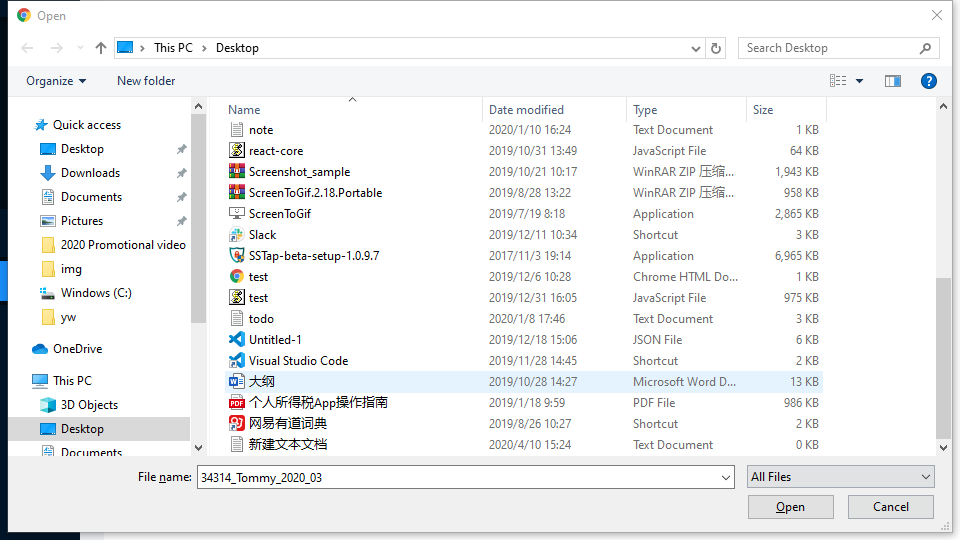 Open
This PC > Desktop
Search Desktop
Organize
New folder
?
Name
Date modified
Type
Size
Quick access
Desktop
Downloads
Documents
Pictures
2020 Promotional video
img
Windows (C:)
yw
OneDrive
This PC
3D Objects
Desktop
Documents
note 2020/1/10 16:24 Text Document 1 KB
react-core 2019/10/31 13:49 JavaScript File 64 KB
Screenshot_sample 2019/10/21 10:17 WinRAR ZIP 压缩... 1,943 KB
ScreenToGif.2.18.Portable 2019/8/28 13:22 WinRAR ZIP 压缩... 958 KB
ScreenToGif 2019/7/19 8:18 Application 2,865 KB
Slack 2019/12/11 10:34 Shortcut 3 KB
SSTap-beta-setup-1.0.9.7 2017/11/3 19:14 Application 6,965 KB
test 2019/12/6 10:28 Chrome HTML Do... 1 KB
test 2019/12/31 16:05 JavaScript File 975 KB
todo 2020/1/8 17:46 Text Document 3 KB
Untitled-1 2019/12/18 15:06 JSON File 6 KB
Visual Studio Code 2019/11/28 14:45 Shortcut 2 KB
大纲 2019/10/28 14:27 Microsoft Word D... 13 KB
个人所得税App操作指南 2019/1/18 9:59 PDF File 986 KB
网易有道词典 2019/8/26 10:27 Shortcut 2 KB
新建文本文档 2020/4/10 15:24 Text Document 0 KB
File name: 34314_Tommy_2020_03
All Files
Open
Cancel